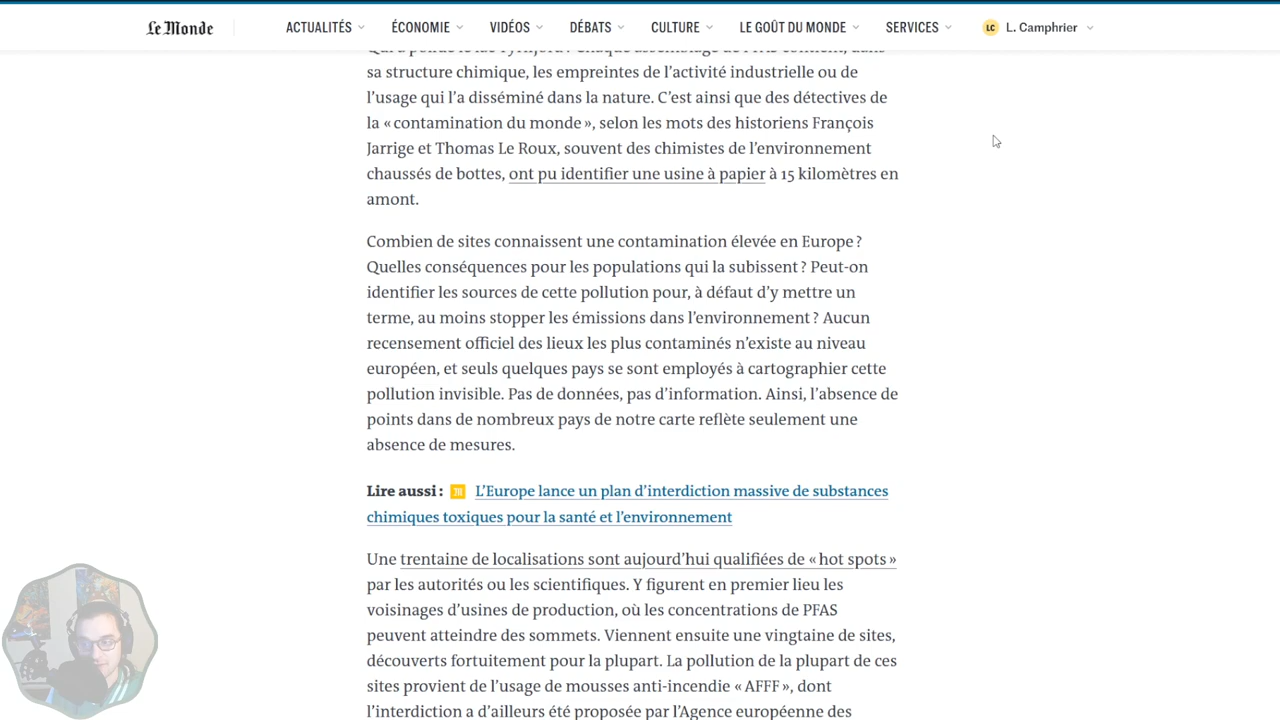 Le Monde
ACTUALITÉS
ÉCONOMIE
VIDÉOS
DÉBATS
CULTURE
LE GOÛT DU MONDE
SERVICES
LC
L. Camphrier
sa structure chimique, les empreintes de l’activité industrielle ou de
l’usage qui l’a disséminé dans la nature. C’est ainsi que des détectives de
la « contamination du monde », selon les mots des historiens François
Jarrige et Thomas Le Roux, souvent des chimistes de l’environnement
chaussés de bottes, ont pu identifier une usine à papier à 15 kilomètres en
amont.
Combien de sites connaissent une contamination élevée en Europe ?
Quelles conséquences pour les populations qui la subissent ? Peut-on
identifier les sources de cette pollution pour, à défaut d’y mettre un
terme, au moins stopper les émissions dans l’environnement ? Aucun
recensement officiel des lieux les plus contaminés n’existe au niveau
européen, et seuls quelques pays se sont employés à cartographier cette
pollution invisible. Pas de données, pas d’information. Ainsi, l’absence de
points dans de nombreux pays de notre carte reflète seulement une
absence de mesures.
Lire aussi : L’Europe lance un plan d’interdiction massive de substances
chimiques toxiques pour la santé et l’environnement
Une trentaine de localisations sont aujourd’hui qualifiées de « hot spots »
par les autorités ou les scientifiques. Y figurent en premier lieu les
voisinages d’usines de production, où les concentrations de PFAS
peuvent atteindre des sommets. Viennent ensuite une vingtaine de sites,
découverts fortuitement pour la plupart. La pollution de la plupart de ces
sites provient de l’usage de mousses anti-incendie « AFFF », dont
l’interdiction a d’ailleurs été proposée par l’Agence européenne des